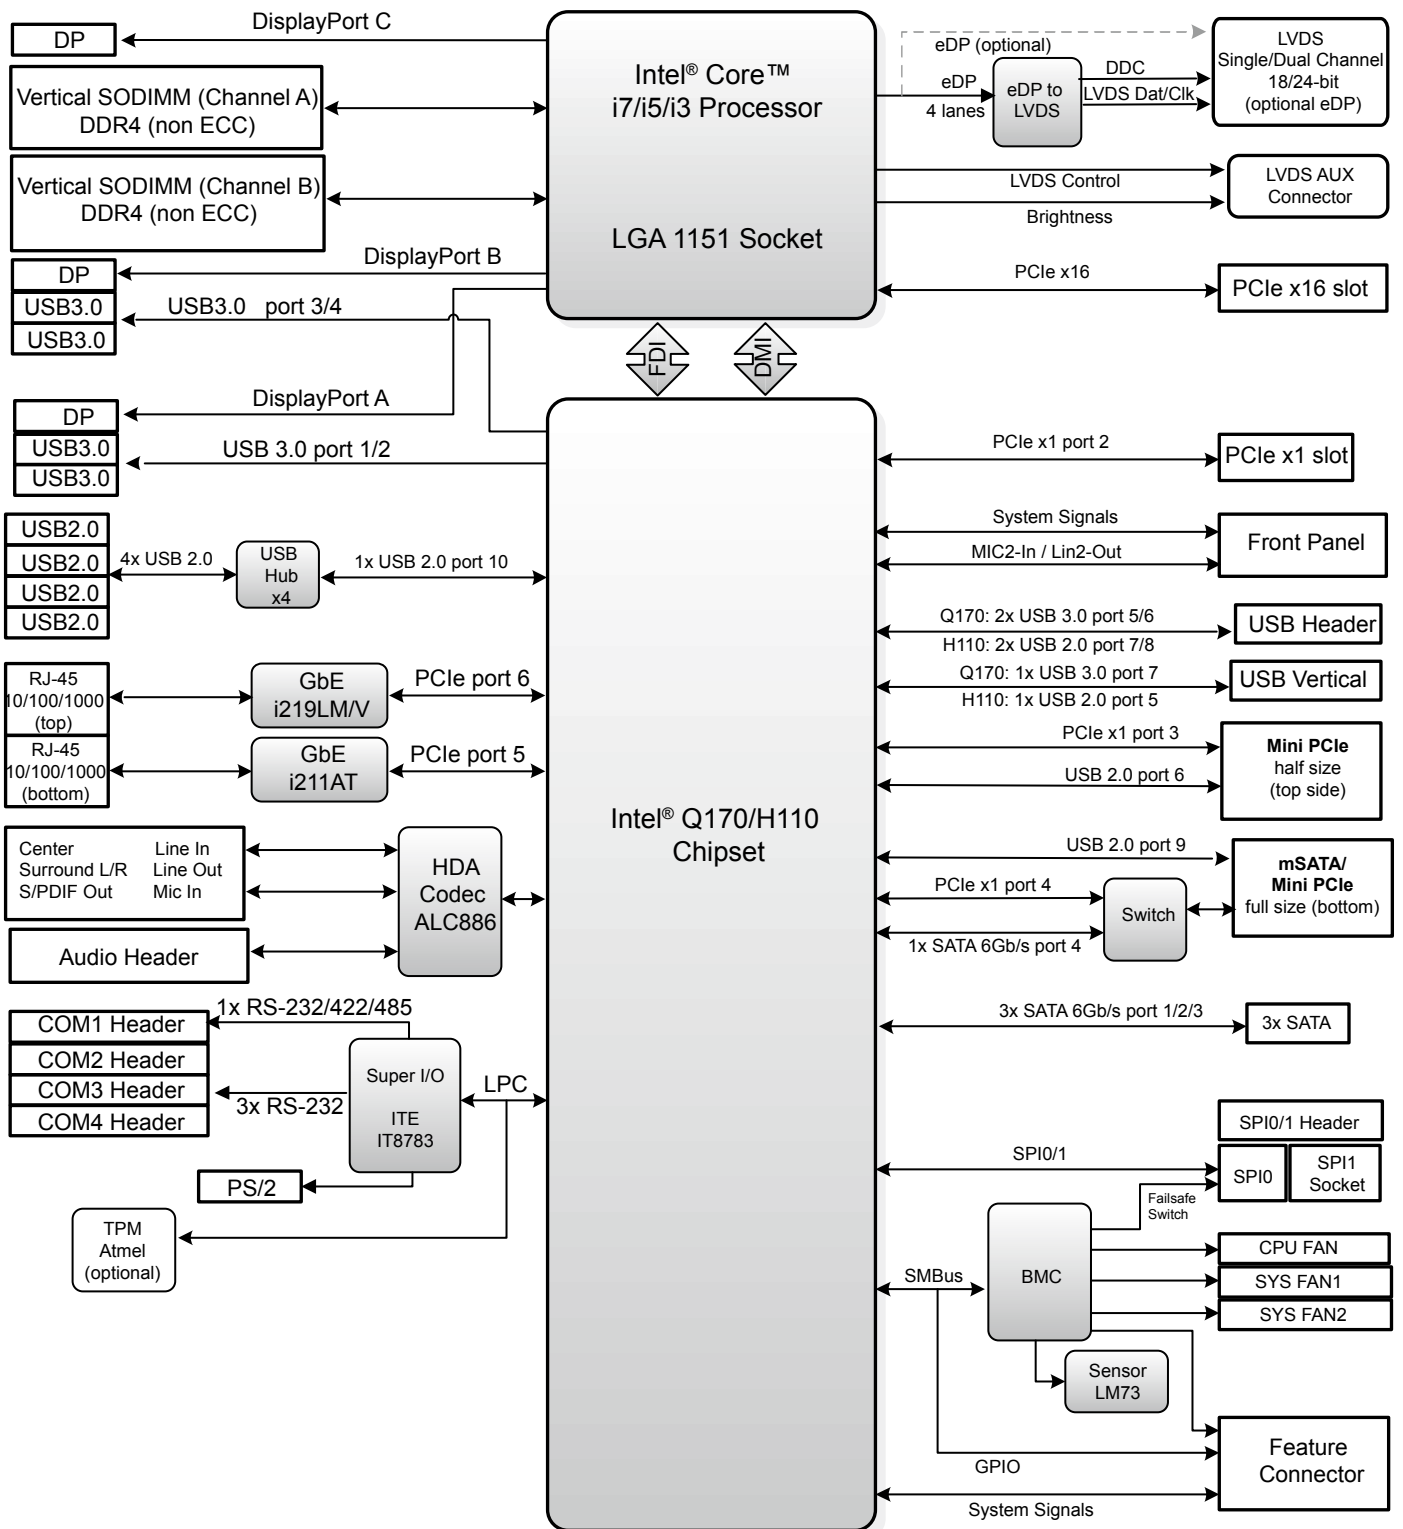 DP
DisplayPort C
Vertical SODIMM (Channel A)
DDR4 (non ECC)
Vertical SODIMM (Channel B)
DDR4 (non ECC)
DP
DisplayPort B
USB3.0
USB3.0
USB3.0 port 3/4
DP
DisplayPort A
USB3.0
USB3.0
USB 3.0 port 1/2
USB2.0
USB2.0
USB2.0
USB2.0
4x USB 2.0
USB
Hub
x4
1x USB 2.0 port 10
RJ-45
10/100/1000
(top)
GbE
i219LM/V
PCIe port 6
RJ-45
10/100/1000
(bottom)
GbE
i211AT
PCIe port 5
Center Line In
Surround L/R Line Out
S/PDIF Out Mic In
Audio Header
HDA
Codec
ALC886
COM1 Header
COM2 Header
COM3 Header
COM4 Header
1x RS-232/422/485
3x RS-232
Super I/O
ITE
IT8783
LPC
PS/2
TPM
Atmel
(optional)
Intel® Core™
i7/i5/i3 Processor
LGA 1151 Socket
FDI
DMI
Intel® Q170/H110
Chipset
eDP (optional)
eDP
4 lanes
eDP to
LVDS
DDC
LVDS Dat/Clk
LVDS
Single/Dual Channel
18/24-bit
(optional eDP)
LVDS Control
Brightness
LVDS AUX
Connector
PCIe x16
PCIe x16 slot
PCIe x1 port 2
PCIe x1 slot
System Signals
MIC2-In / Lin2-Out
Front Panel
Q170: 2x USB 3.0 port 5/6
H110: 2x USB 2.0 port 7/8
USB Header
Q170: 1x USB 3.0 port 7
H110: 1x USB 2.0 port 5
USB Vertical
PCIe x1 port 3
USB 2.0 port 6
Mini PCIe
half size
(top side)
USB 2.0 port 9
PCIe x1 port 4
1x SATA 6Gb/s port 4
Switch
mSATA/
Mini PCIe
full size (bottom)
3x SATA 6Gb/s port 1/2/3
3x SATA
SPI0/1 Header
SPI0/1
SPI0
SPI1
Socket
Failsafe
Switch
SMBus
BMC
CPU FAN
SYS FAN1
SYS FAN2
Sensor
LM73
GPIO
System Signals
Feature
Connector